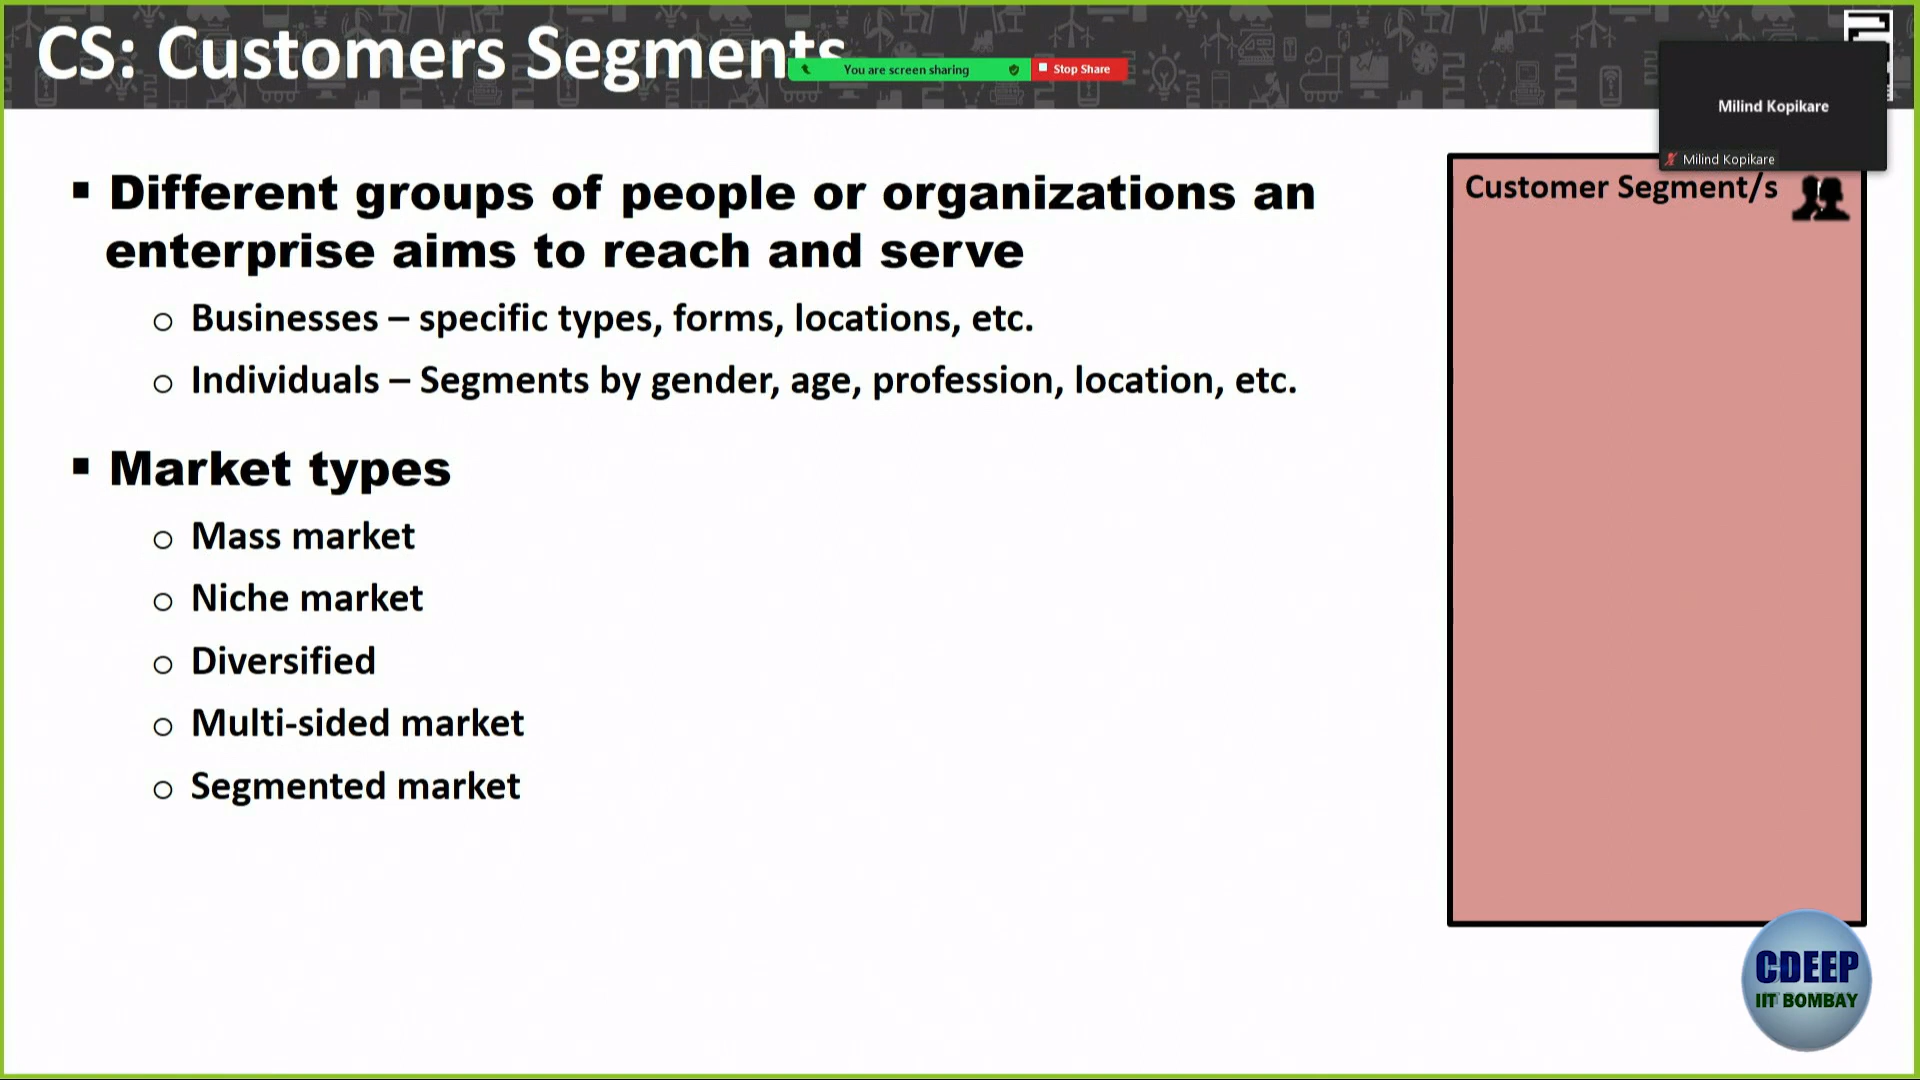 CS: Customers Segments
You are screen sharing
Stop Share
Milind Kopikare
Milind Kopikare
▪ Different groups of people or organizations an
enterprise aims to reach and serve
o Businesses – specific types, forms, locations, etc.
o Individuals – Segments by gender, age, profession, location, etc.
▪ Market types
o Mass market
o Niche market
o Diversified
o Multi-sided market
o Segmented market
Customer Segment/s
CDEEP
IIT BOMBAY